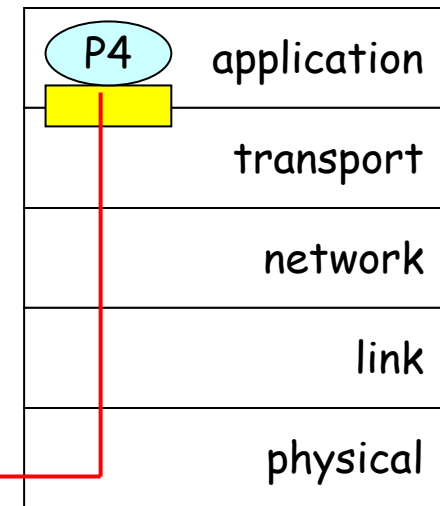 P4 application
transport
network
link
physical